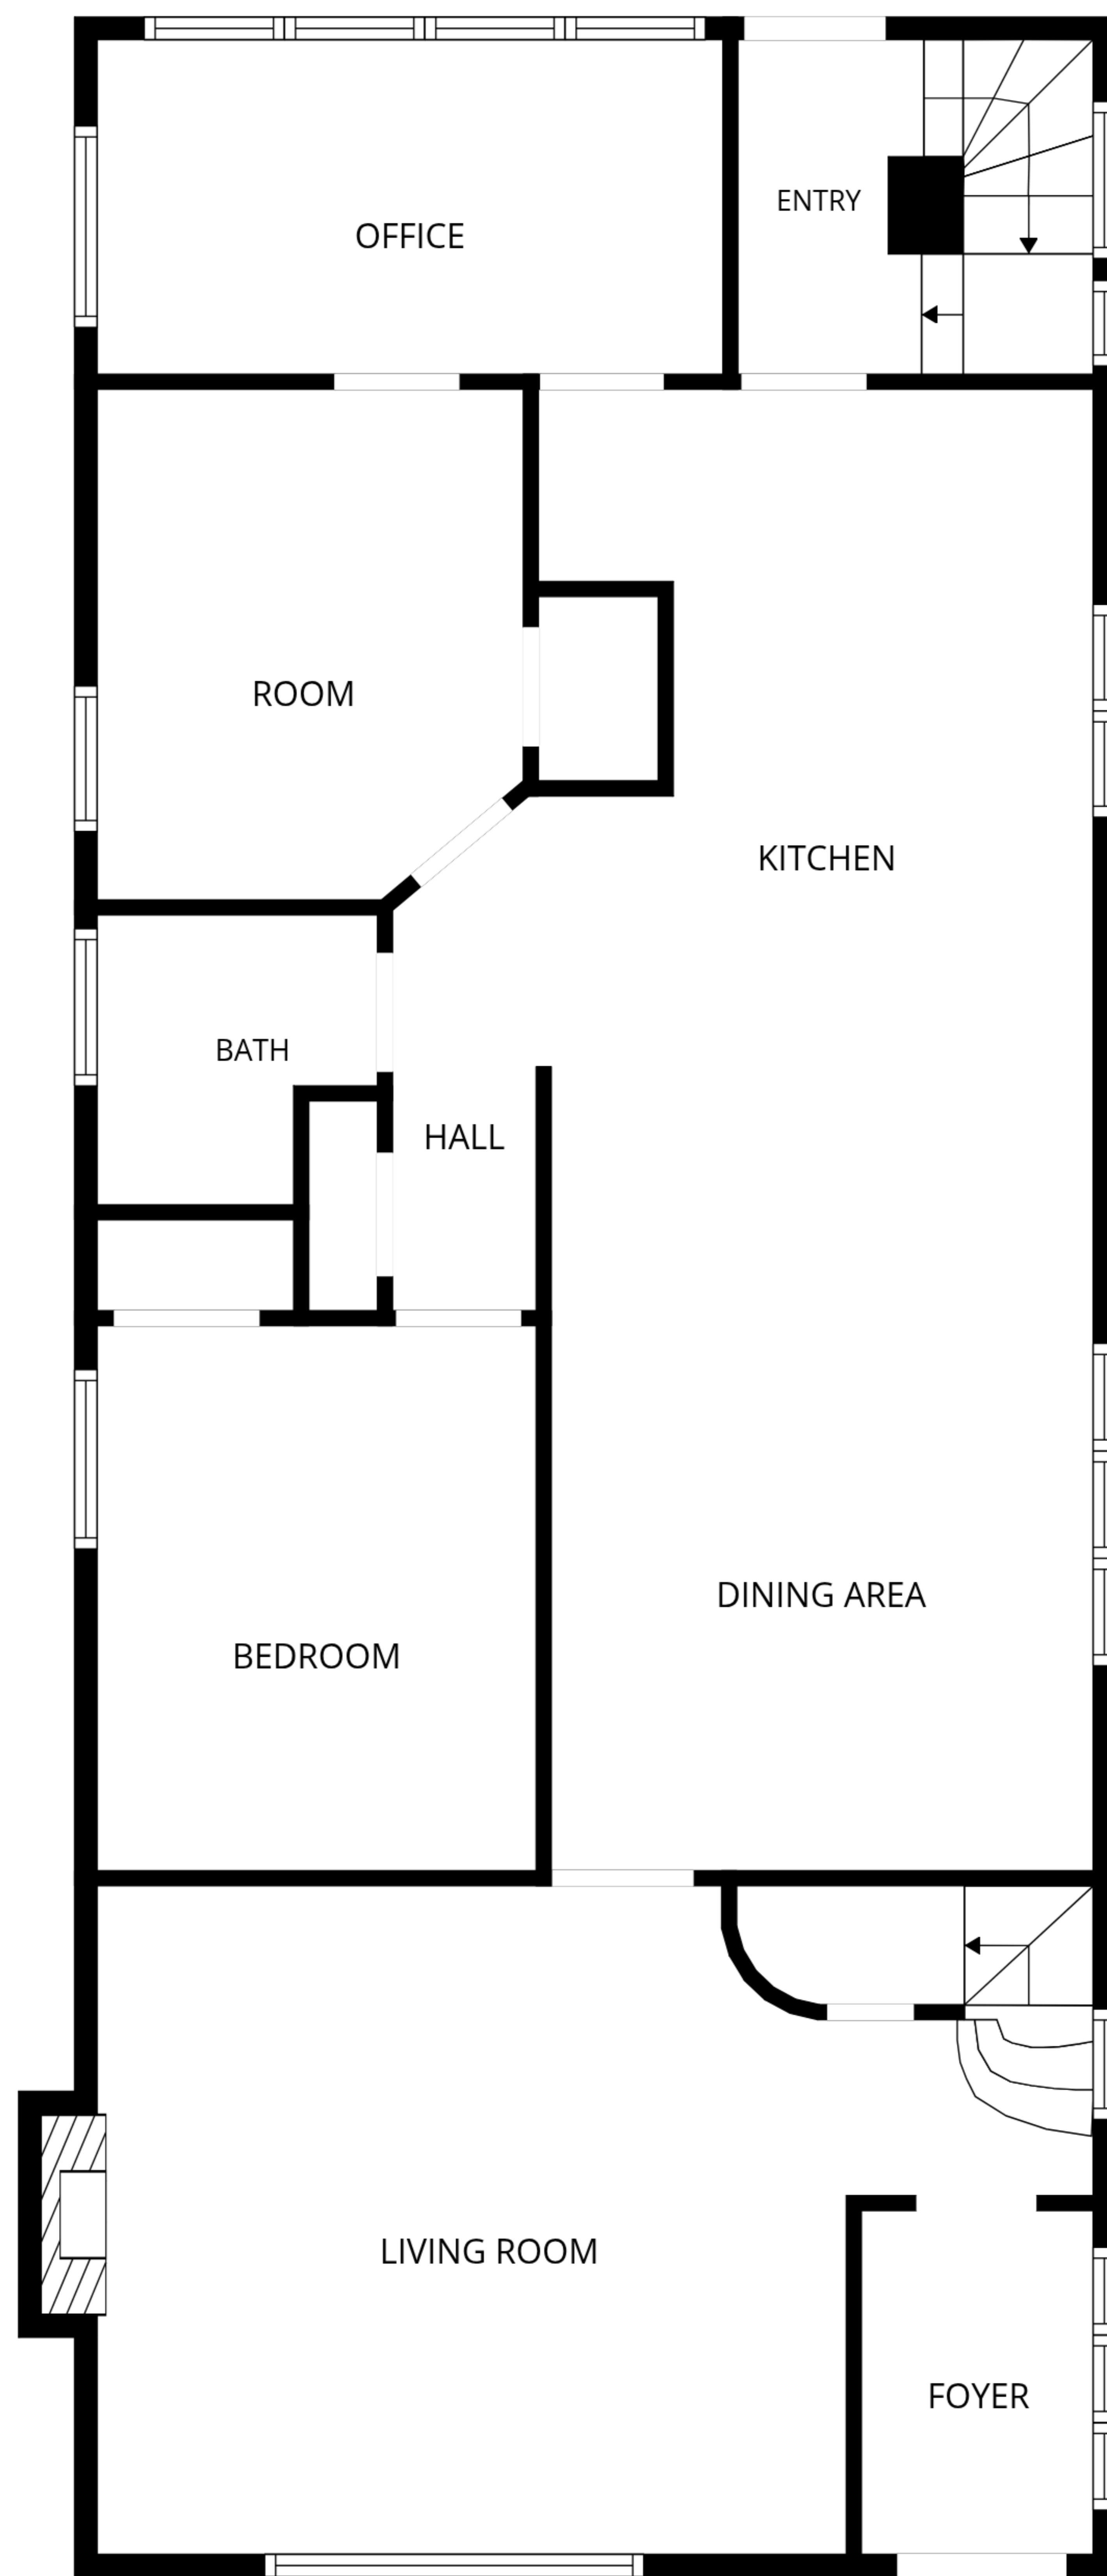 ENTRY
OFFICE
ROOM
KITCHEN
BATH
HALL
DINING AREA
BEDROOM
LIVING ROOM
FOYER